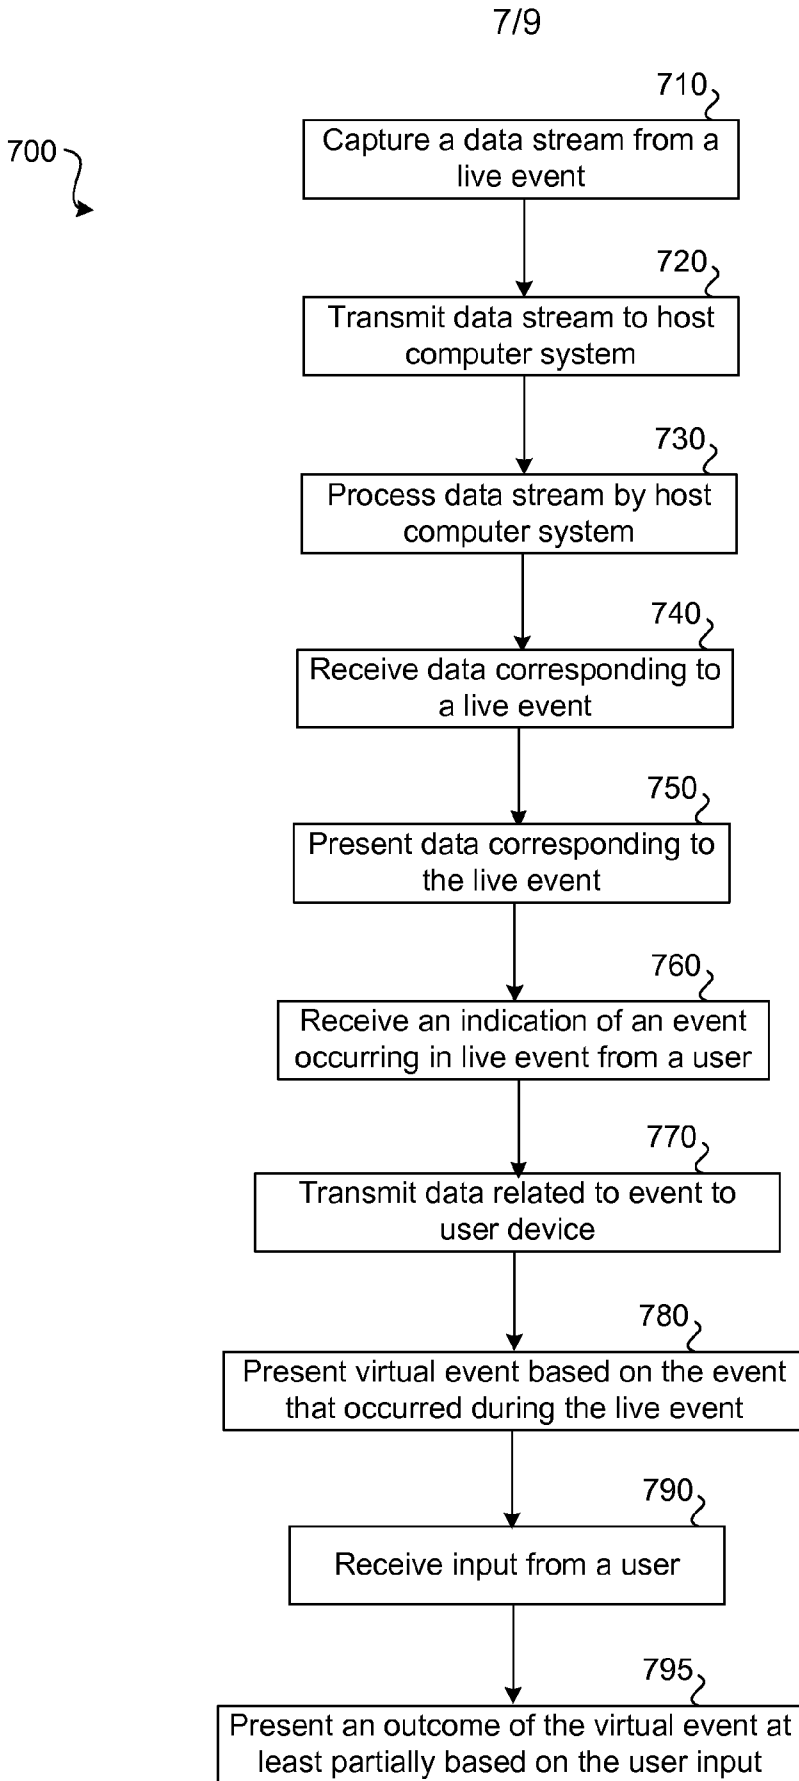 7/9
700
710
Capture a data stream from a
live event
720
Transmit data stream to host
computer system
730
Process data stream by host
computer system
740
Receive data corresponding to
a live event
750
Present data corresponding to
the live event
760
Receive an indication of an event
occurring in live event from a user
770
Transmit data related to event to
user device
780
Present virtual event based on the event
that occurred during the live event
790
Receive input from a user
795
Present an outcome of the virtual event at
least partially based on the user input